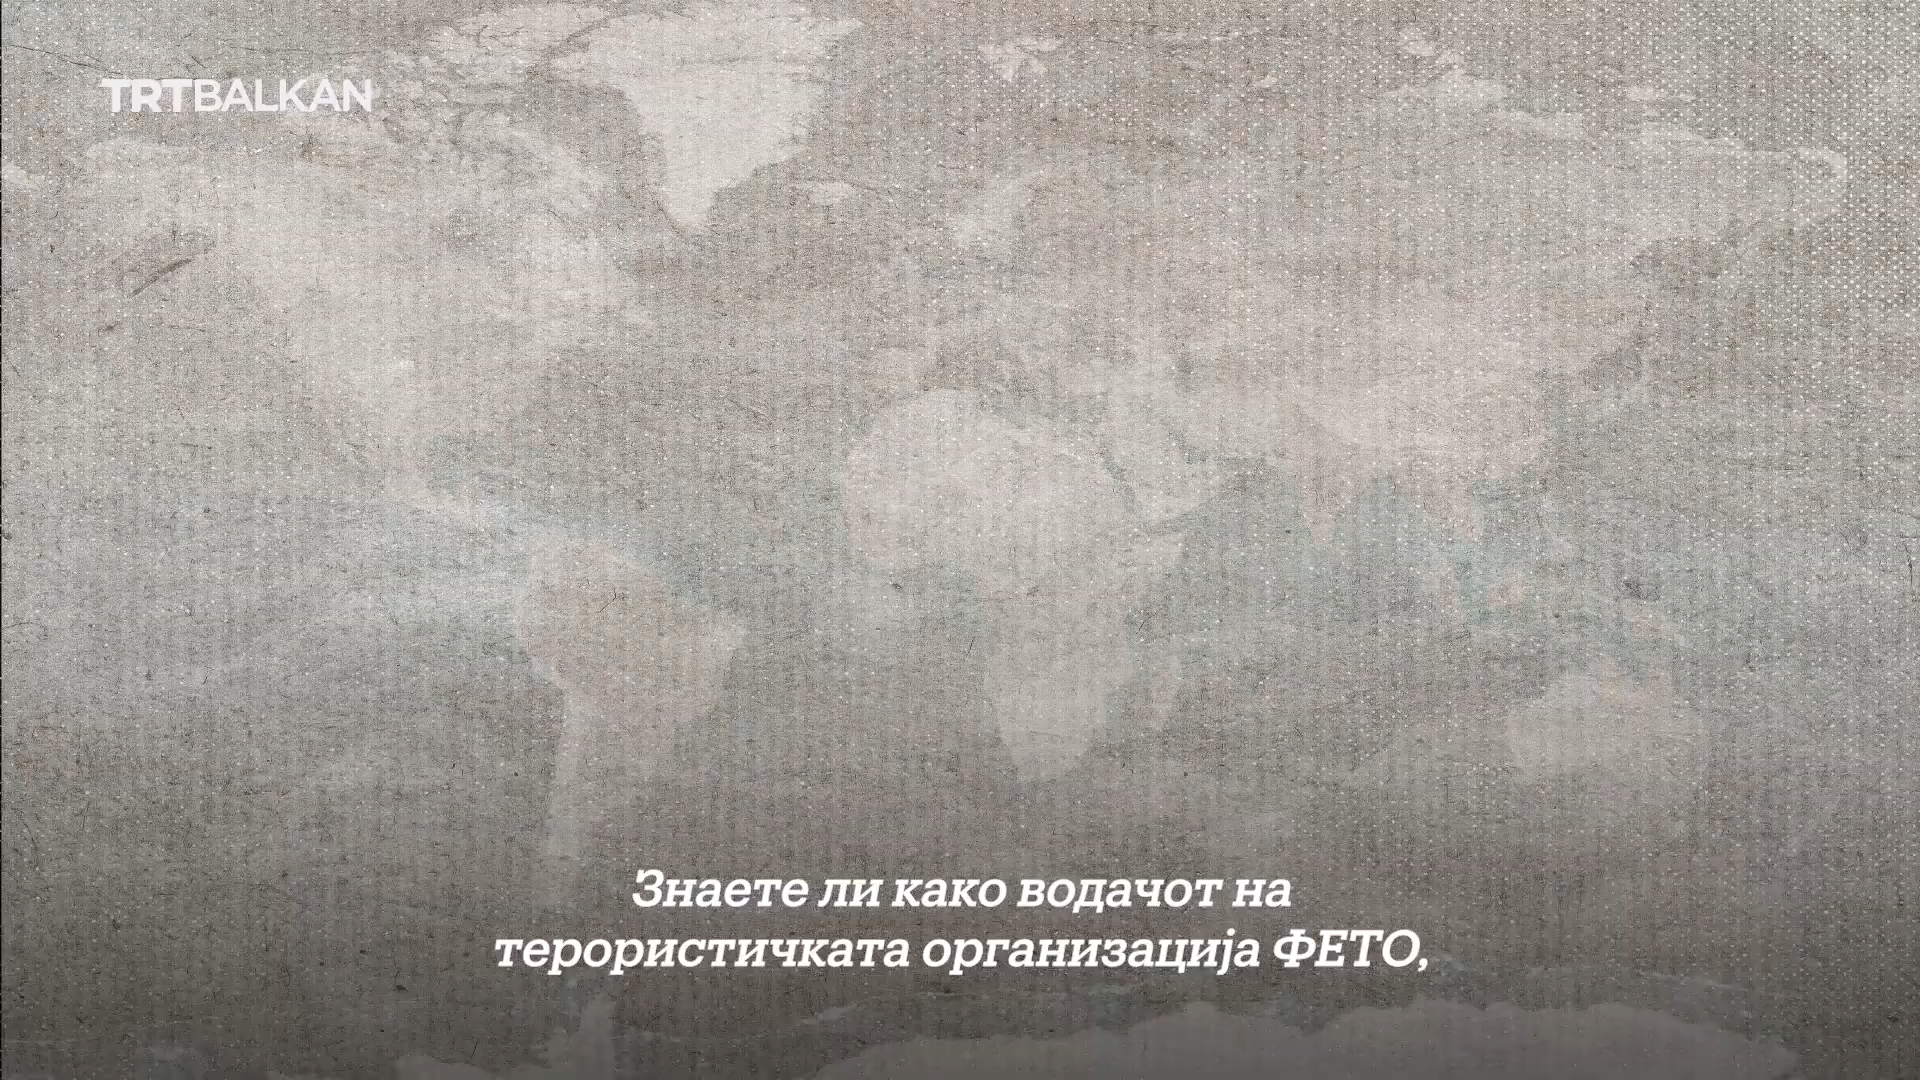 TRTBALKAN
Знаете ли како водачот на
терористичката организација ФЕТО,